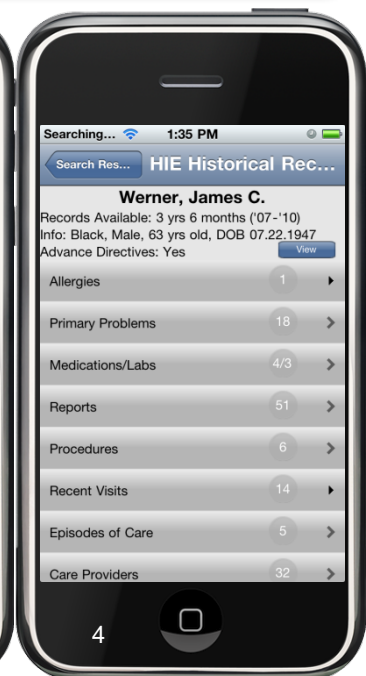 Searching... 1:35 PM
Search Res... HIE Historical Rec...
Werner, James C.
Records Available: 3 yrs 6 months ('07-'10)
Info: Black, Male, 63 yrs old, DOB 07.22.1947
Advance Directives: Yes View
Allergies 1
Primary Problems 18
Medications/Labs 4/3
Reports 51
Procedures 6
Recent Visits 14
Episodes of Care 5
Care Providers 32
4